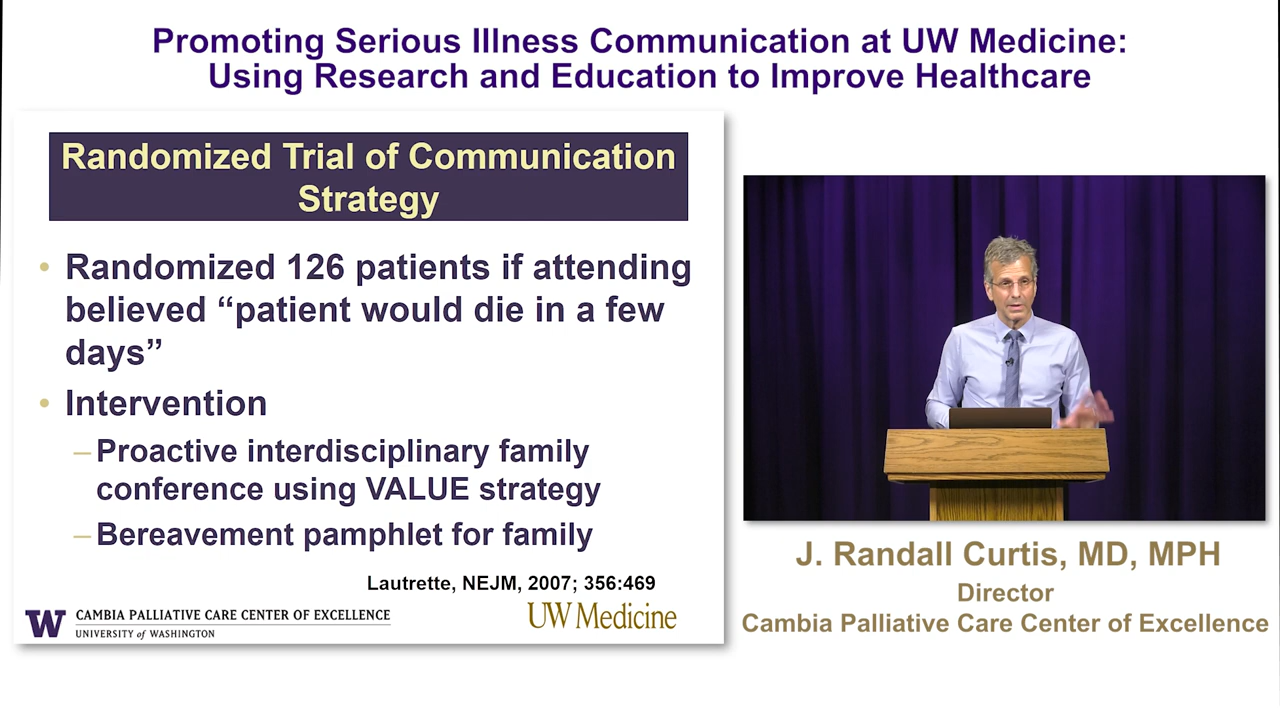 Promoting Serious Illness Communication at UW Medicine:
Using Research and Education to Improve Healthcare
Randomized Trial of Communication
Strategy
• Randomized 126 patients if attending
believed “patient would die in a few
days”
• Intervention
– Proactive interdisciplinary family
conference using VALUE strategy
– Bereavement pamphlet for family
Lautrette, NEJM, 2007; 356:469
W CAMBIA PALLIATIVE CARE CENTER OF EXCELLENCE
UNIVERSITY of WASHINGTON
UW Medicine
J. Randall Curtis, MD, MPH
Director
Cambia Palliative Care Center of Excellence